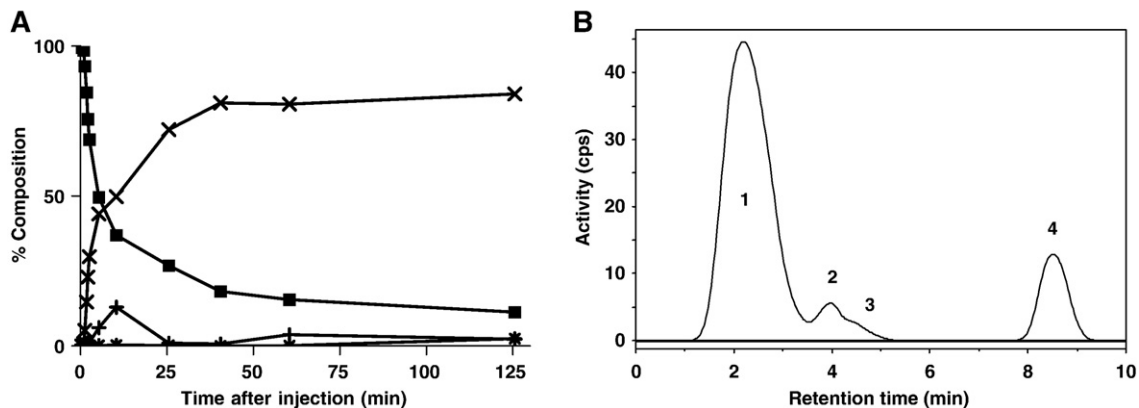 A
% Composition
100
50
0
0 25 50 75 100 125
Time after injection (min)
B
Activity (cps)
40
30
20
10
0
1
2
3
4
0 2 4 6 8 10
Retention time (min)